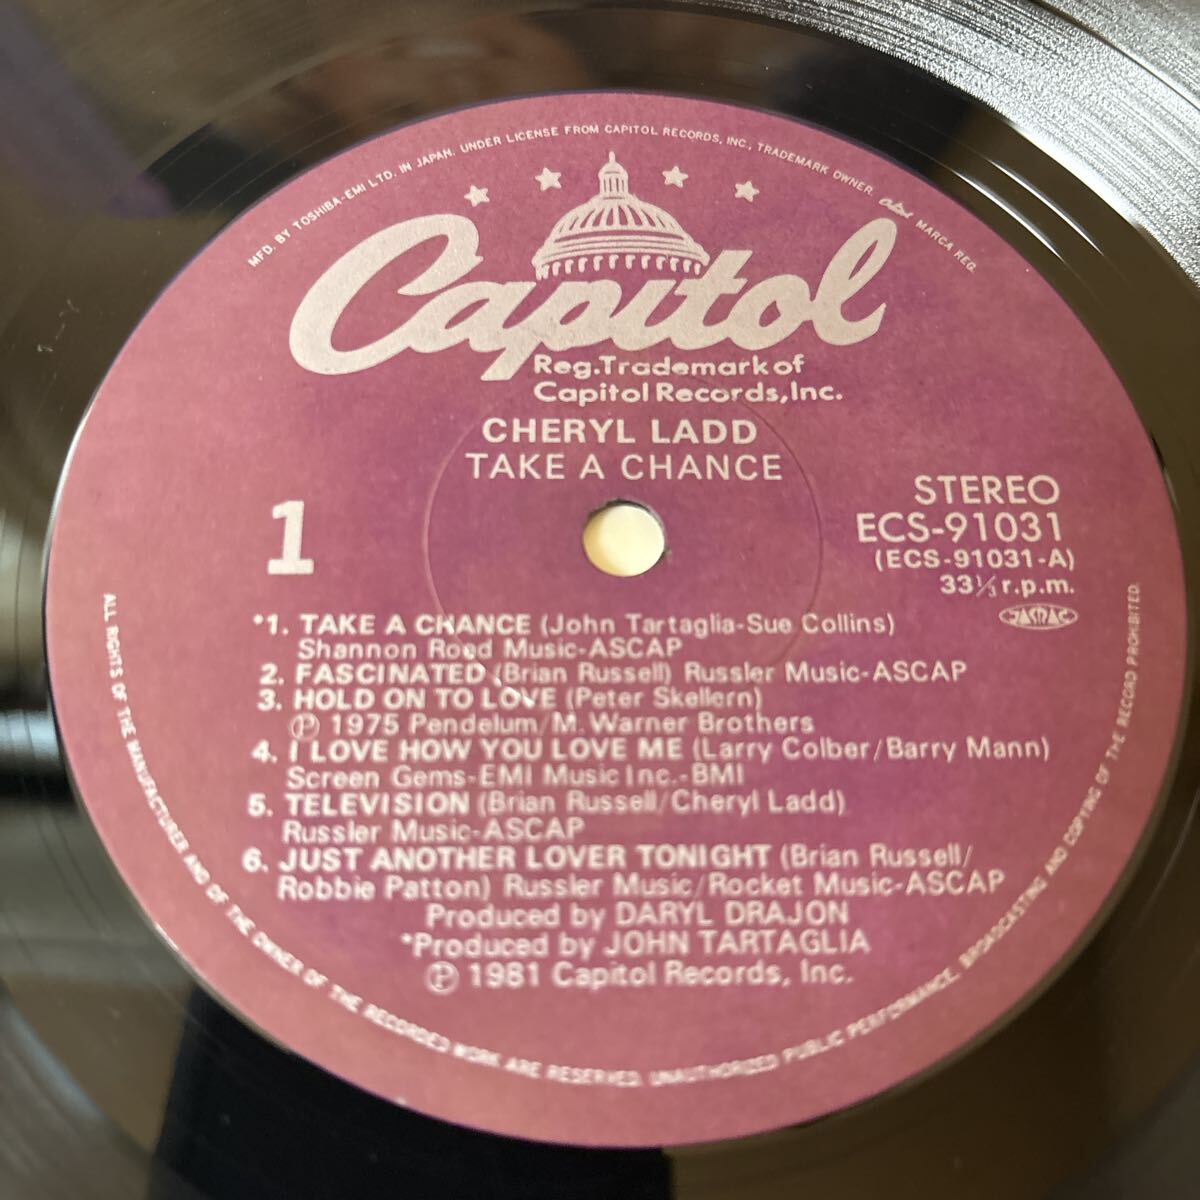 MFD. BY TOSHIBA-EMI LTD. IN JAPAN. UNDER LICENSE FROM CAPITOL RECORDS, INC., TRADEMARK OWNER. MARCA REG.
Capitol
Reg.Trademark of
Capitol Records,Inc.
CHERYL LADD
TAKE A CHANCE
1
STEREO
ECS-91031
(ECS-91031-A)
33⅓ r.p.m.
JASRAC
*1. TAKE A CHANCE (John Tartaglia-Sue Collins)
Shannon Road Music-ASCAP
2. FASCINATED (Brian Russell) Russler Music-ASCAP
3. HOLD ON TO LOVE (Peter Skellern)
Ⓟ 1975 Pendelum/M. Warner Brothers
4. I LOVE HOW YOU LOVE ME (Larry Colber/Barry Mann)
Screen Gems-EMI Music Inc.-BMI
5. TELEVISION (Brian Russell/Cheryl Ladd)
Russler Music-ASCAP
6. JUST ANOTHER LOVER TONIGHT (Brian Russell/
Robbie Patton) Russler Music/Rocket Music-ASCAP
Produced by DARYL DRAJON
*Produced by JOHN TARTAGLIA
Ⓟ 1981 Capitol Records, Inc.
ALL RIGHTS OF THE MANUFACTURER AND OF THE OWNER OF THE RECORDED WORK ARE RESERVED. UNAUTHORIZED PUBLIC PERFORMANCE, BROADCASTING AND COPYING OF THE RECORD PROHIBITED.